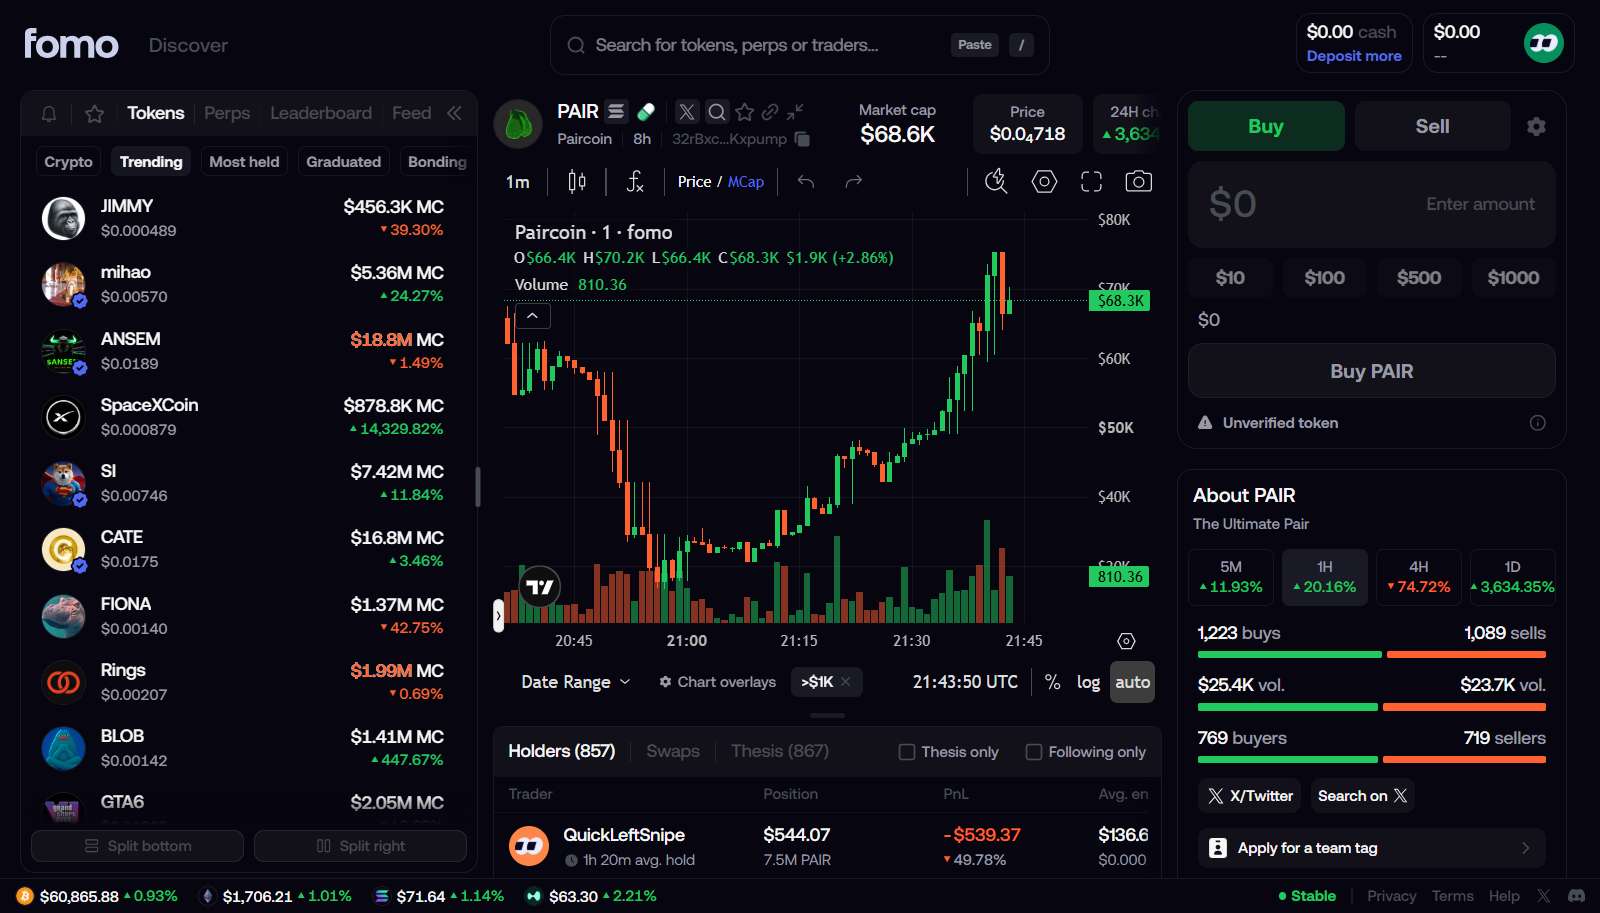 fomo
Discover
Search for tokens, perps or traders...
Paste
/
$0.00 cash
Deposit more
$0.00
--
Tokens
Perps
Leaderboard
Feed
Crypto
Trending
Most held
Graduated
Bonding
JIMMY
$456.3K MC
$0.000489
39.30%
mihao
$5.36M MC
$0.00570
24.27%
ANSEM
$18.8M MC
$0.0189
1.49%
SpaceXCoin
$878.8K MC
$0.000879
14,329.82%
SI
$7.42M MC
$0.00746
11.84%
CATE
$16.8M MC
$0.0175
3.46%
FIONA
$1.37M MC
$0.00140
42.75%
Rings
$1.99M MC
$0.00207
0.69%
BLOB
$1.41M MC
$0.00142
447.67%
GTA6
$2.05M MC
Split bottom
Split right
PAIR
Paircoin
8h
32rBxc...Kxpump
Market cap
$68.6K
Price
$0.0₄718
24H ch
3,634
1m
Price / MCap
Paircoin · 1 · fomo
O$66.4K H$70.2K L$66.4K C$68.3K $1.9K (+2.86%)
Volume 810.36
$80K
$70K
$68.3K
$60K
$50K
$40K
$30K
810.36
20:45
21:00
21:15
21:30
21:45
Date Range
Chart overlays
>$1K
21:43:50 UTC
%
log
auto
Holders (857)
Swaps
Thesis (867)
Thesis only
Following only
Trader
Position
PnL
Avg. en
QuickLeftSnipe
$544.07
-$539.37
$136.6
1h 20m avg. hold
7.5M PAIR
49.78%
$0.000
Buy
Sell
$0
Enter amount
$10
$100
$500
$1000
$0
Buy PAIR
Unverified token
About PAIR
The Ultimate Pair
5M
11.93%
1H
20.16%
4H
74.72%
1D
3,634.35%
1,223 buys
1,089 sells
$25.4K vol.
$23.7K vol.
769 buyers
719 sellers
X/Twitter
Search on X
Apply for a team tag
$60,865.88 0.93%
$1,706.21 1.01%
$71.64 1.14%
$63.30 2.21%
Stable
Privacy
Terms
Help